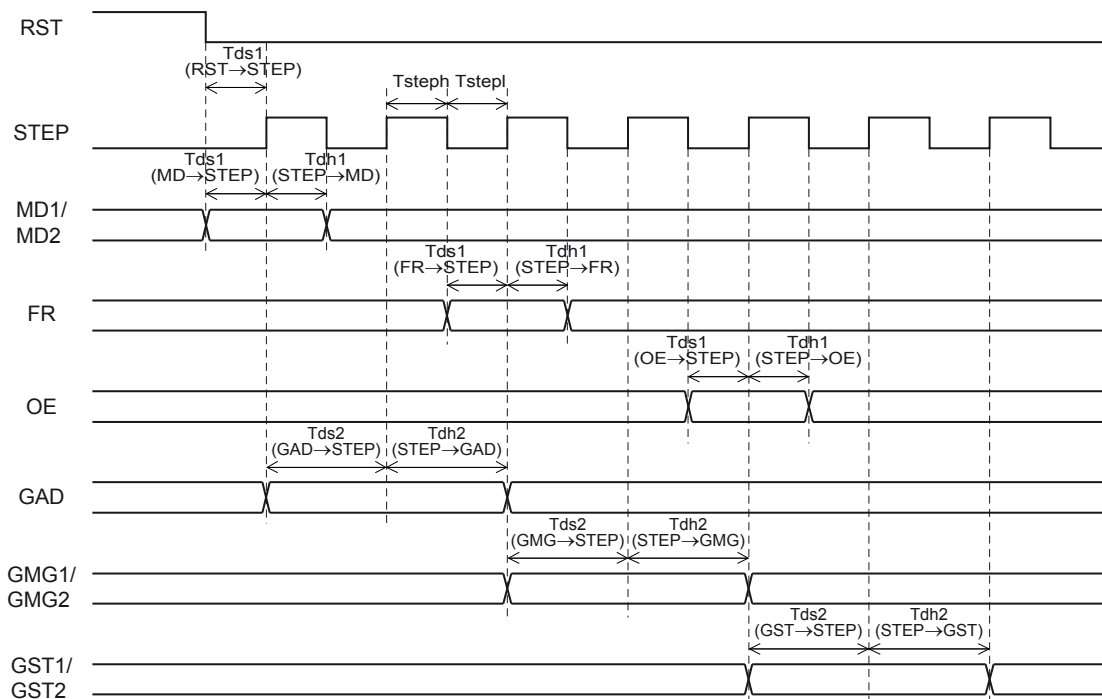 RST
Tds1
(RST→STEP)
Tsteph
Tstepl
STEP
Tds1
(MD→STEP)
Tdh1
(STEP→MD)
MD1/
MD2
Tds1
(FR→STEP)
Tdh1
(STEP→FR)
FR
Tds1
(OE→STEP)
Tdh1
(STEP→OE)
OE
Tds2
(GAD→STEP)
Tdh2
(STEP→GAD)
GAD
Tds2
(GMG→STEP)
Tdh2
(STEP→GMG)
GMG1/
GMG2
Tds2
(GST→STEP)
Tdh2
(STEP→GST)
GST1/
GST2